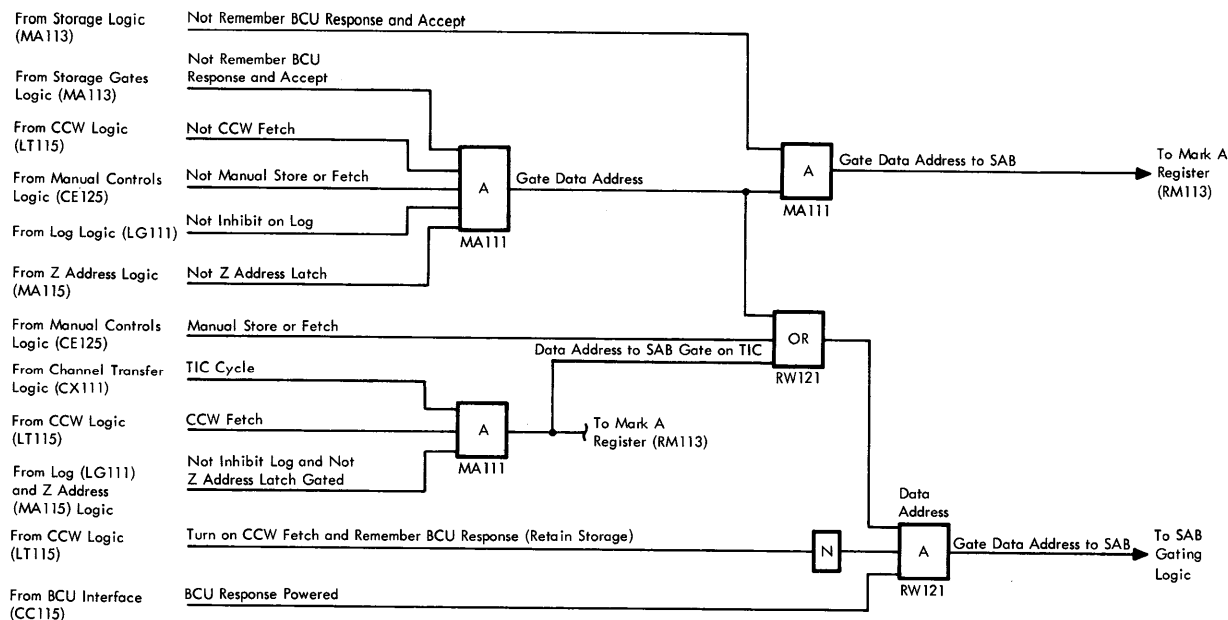 From Storage Logic
(MA113)
Not Remember BCU Response and Accept
From Storage Gates
Logic (MA113)
Not Remember BCU
Response and Accept
From CCW Logic
(LT115)
Not CCW Fetch
From Manual Controls
Logic (CE125)
Not Manual Store or Fetch
From Log Logic (LG111)
Not Inhibit on Log
From Z Address Logic
(MA115)
Not Z Address Latch
A
MA111
Gate Data Address
A
MA111
Gate Data Address to SAB
To Mark A
Register
(RM113)
From Manual Controls
Logic (CE125)
Manual Store or Fetch
OR
RW121
Data Address to SAB Gate on TIC
From Channel Transfer
Logic (CX111)
TIC Cycle
From CCW Logic
(LT115)
CCW Fetch
From Log (LG111)
and Z Address
(MA115) Logic
Not Inhibit Log and Not
Z Address Latch Gated
A
MA111
To Mark A
Register (RM113)
From CCW Logic
(LT115)
Turn on CCW Fetch and Remember BCU Response (Retain Storage)
N
Data
Address
A
RW121
Gate Data Address to SAB
To SAB
Gating
Logic
From BCU Interface
(CC115)
BCU Response Powered